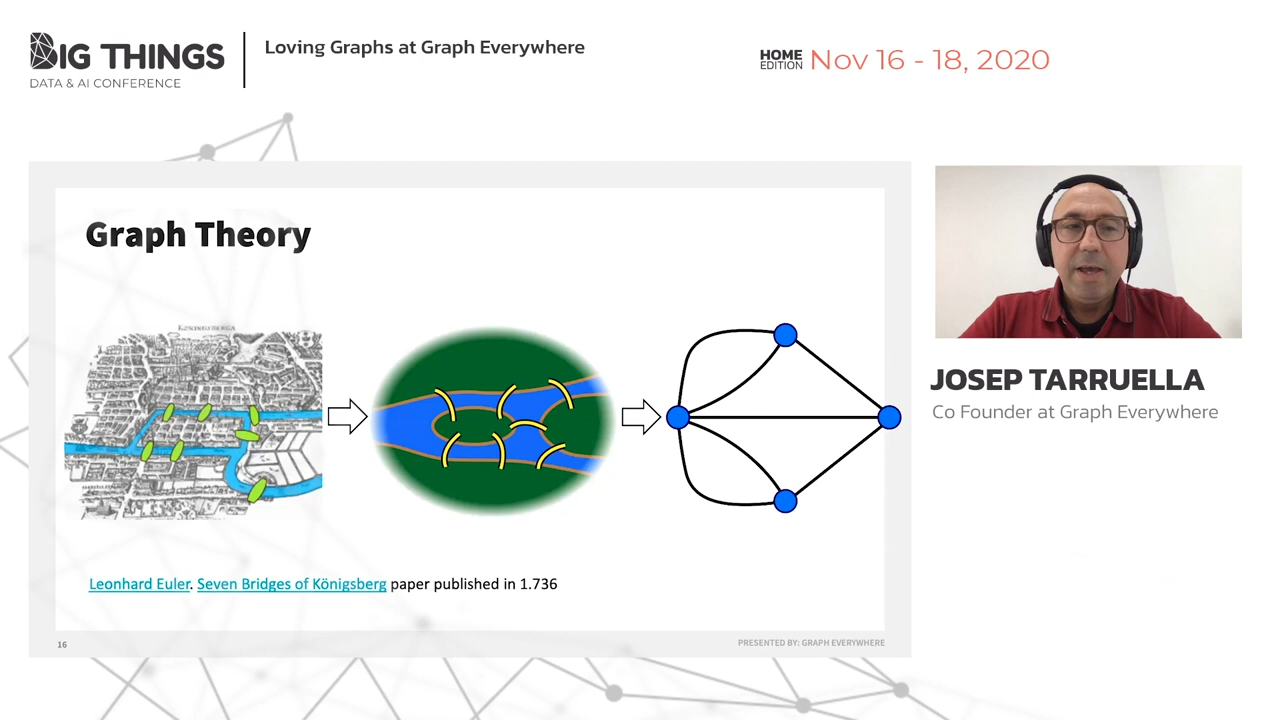 BIG THINGS
DATA & AI CONFERENCE
Loving Graphs at Graph Everywhere
HOME
EDITION
Nov 16 - 18, 2020
Graph Theory
KONINGSBERGA
Leonhard Euler. Seven Bridges of Königsberg paper published in 1.736
16
PRESENTED BY: GRAPH EVERYWHERE
JOSEP TARRUELLA
Co Founder at Graph Everywhere